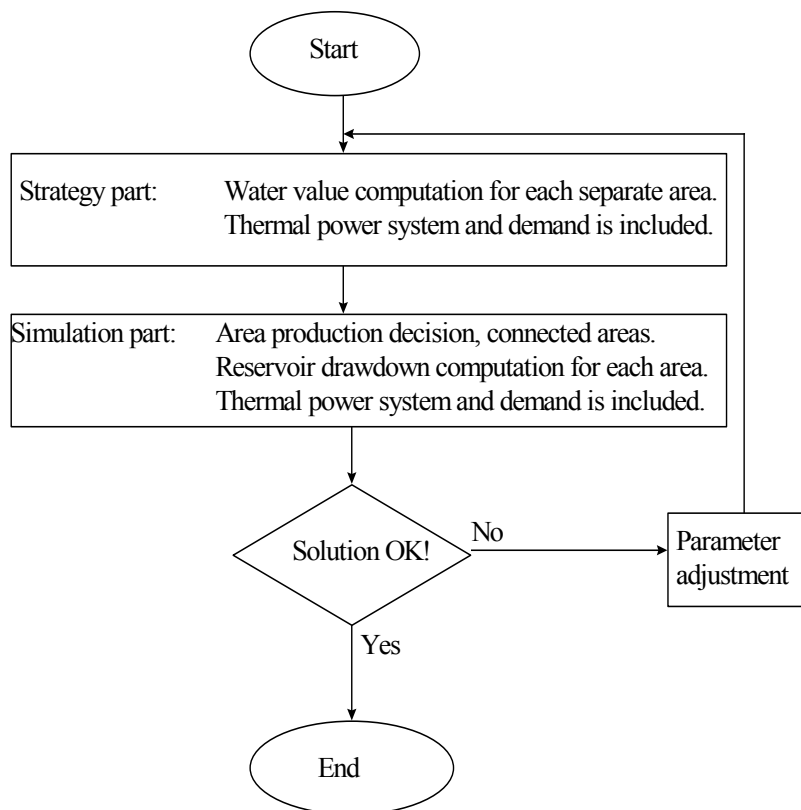 Start
Strategy part: Water value computation for each separate area.
Thermal power system and demand is included.
Simulation part: Area production decision, connected areas.
Reservoir drawdown computation for each area.
Thermal power system and demand is included.
Solution OK!
No
Parameter
adjustment
Yes
End